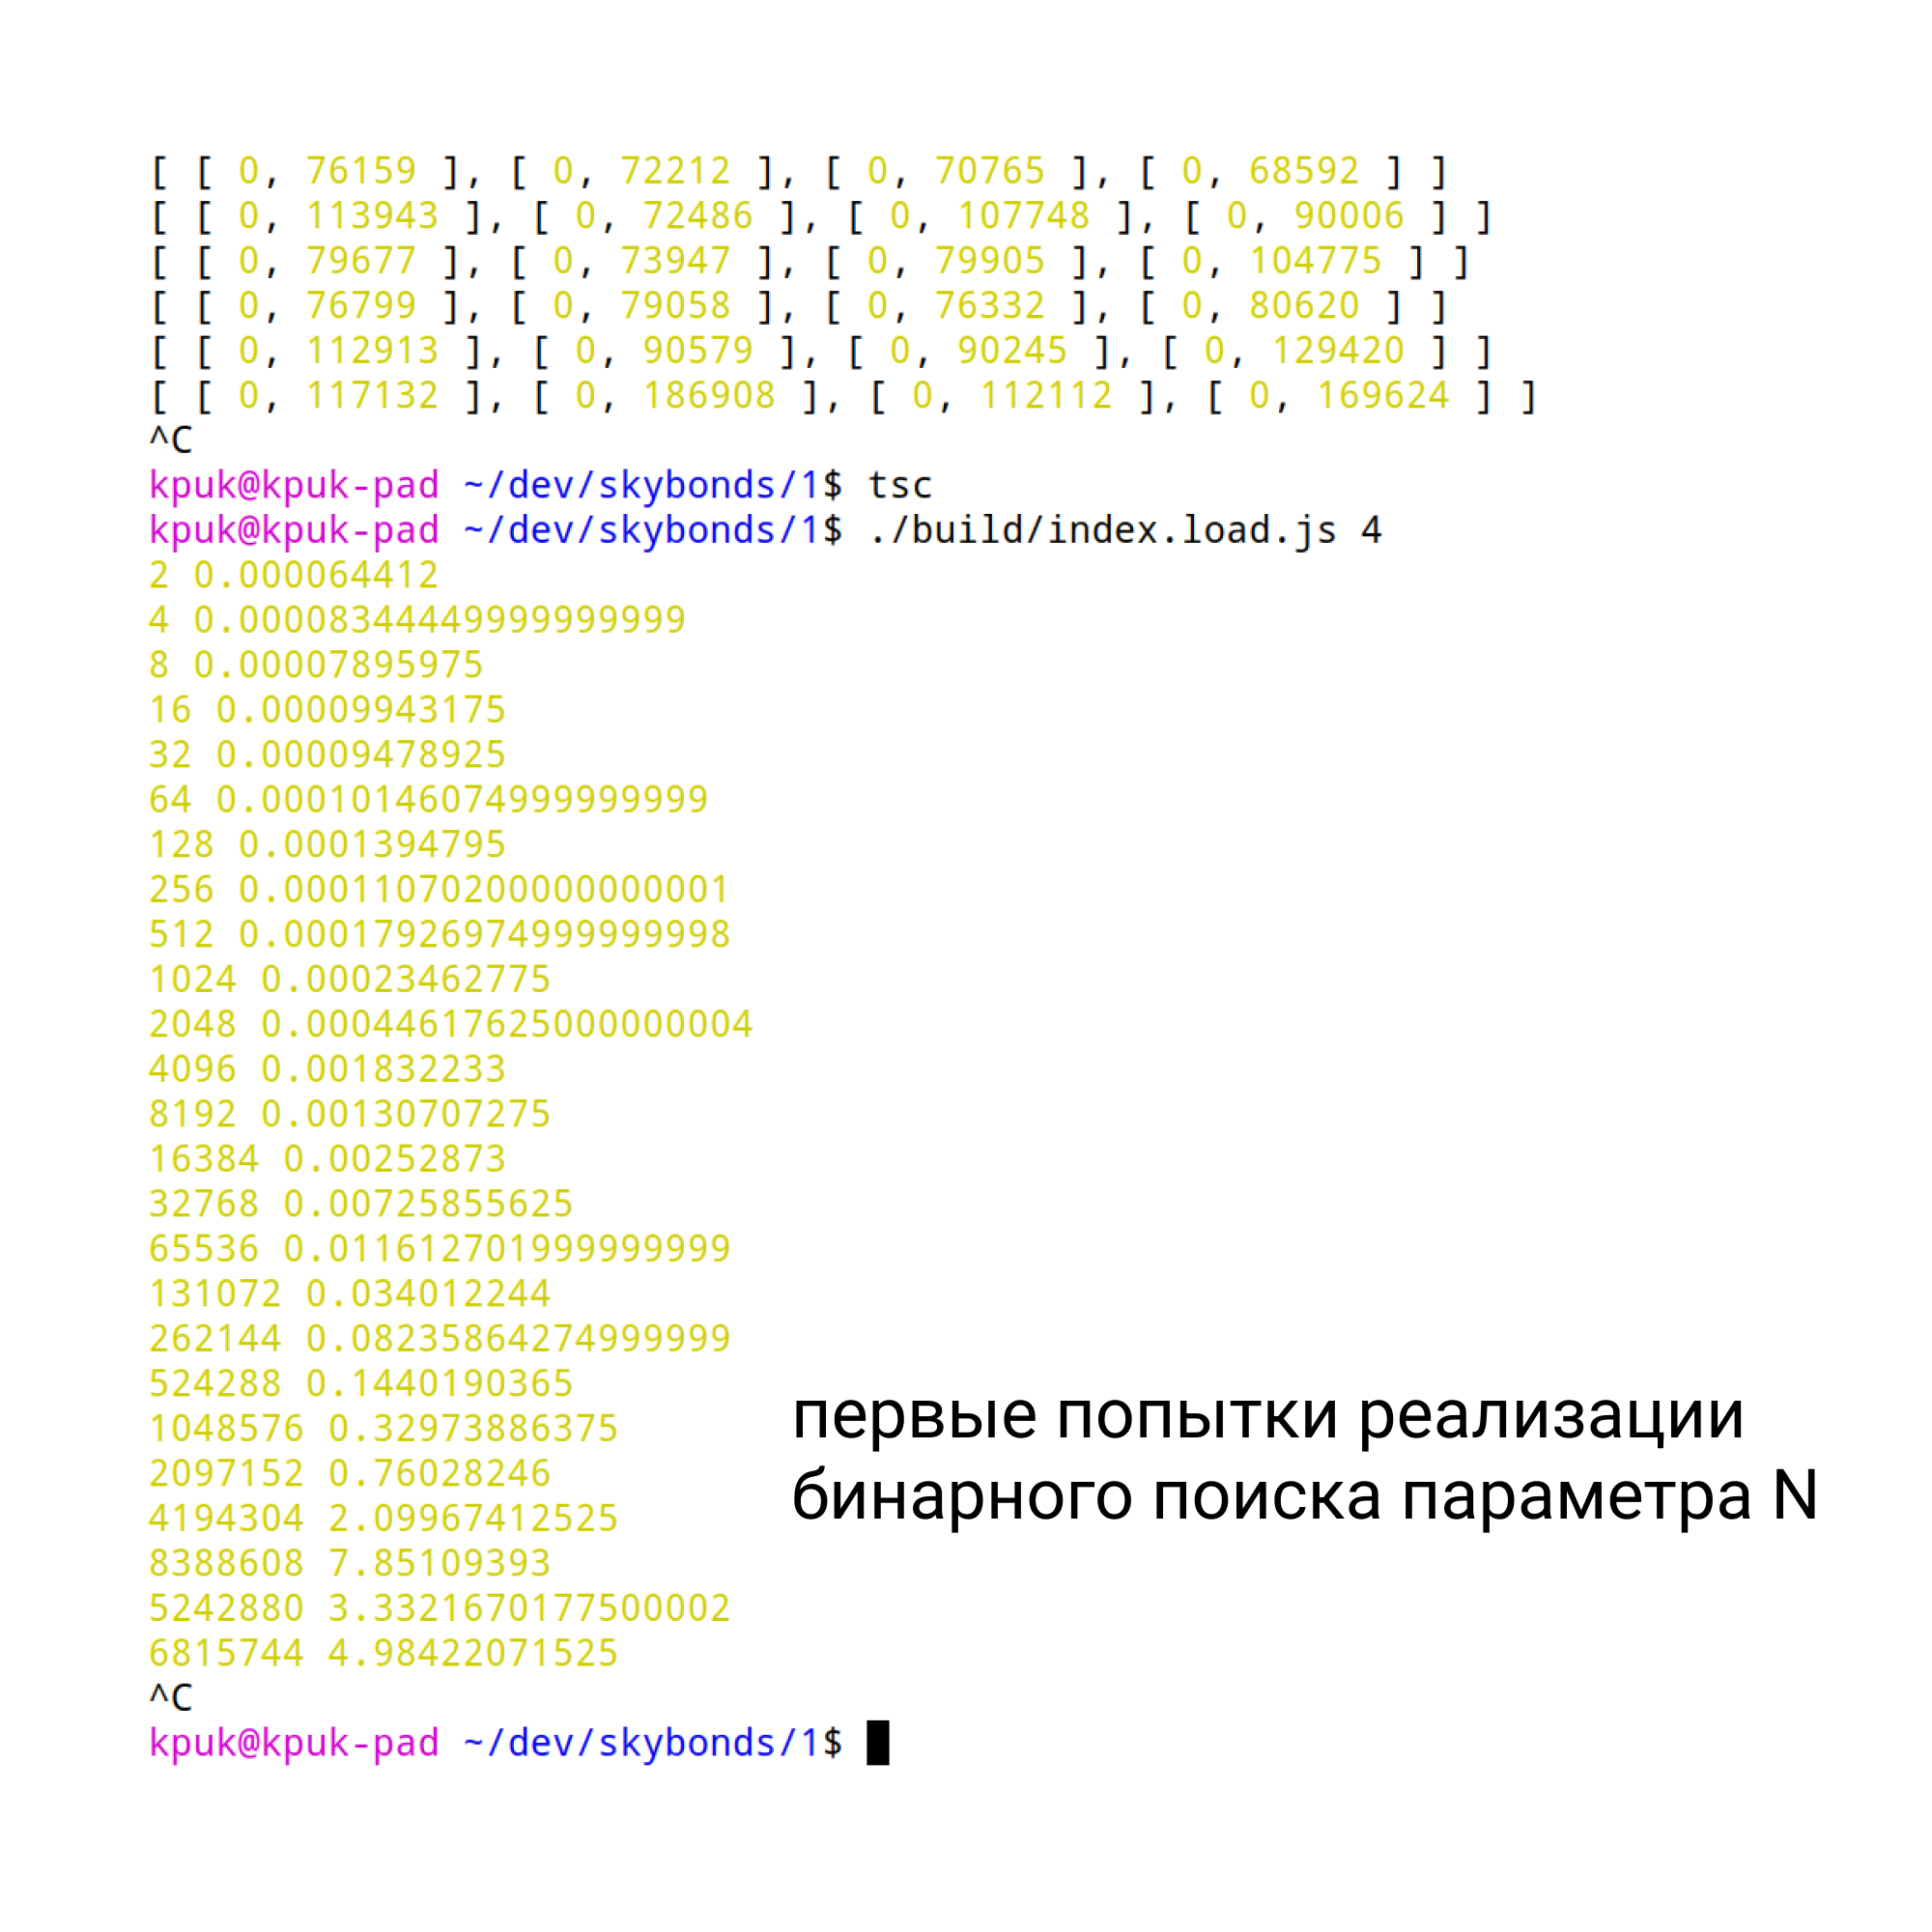 [ [ 0, 76159 ], [ 0, 72212 ], [ 0, 70765 ], [ 0, 68592 ] ]
[ [ 0, 113943 ], [ 0, 72486 ], [ 0, 107748 ], [ 0, 90006 ] ]
[ [ 0, 79677 ], [ 0, 73947 ], [ 0, 79905 ], [ 0, 104775 ] ]
[ [ 0, 76799 ], [ 0, 79058 ], [ 0, 76332 ], [ 0, 80620 ] ]
[ [ 0, 112913 ], [ 0, 90579 ], [ 0, 90245 ], [ 0, 129420 ] ]
[ [ 0, 117132 ], [ 0, 186908 ], [ 0, 112112 ], [ 0, 169624 ] ]
^C
kpuk@kpuk-pad ~/dev/skybonds/1$ tsc
kpuk@kpuk-pad ~/dev/skybonds/1$ ./build/index.load.js 4
2 0.000064412
4 0.00008344449999999999
8 0.00007895975
16 0.00009943175
32 0.00009478925
64 0.00010146074999999999
128 0.0001394795
256 0.00011070200000000001
512 0.000179269749999999998
1024 0.00023462775
2048 0.00044617625000000004
4096 0.001832233
8192 0.00130707275
16384 0.00252873
32768 0.00725855625
65536 0.011612701999999999
131072 0.034012244
262144 0.08235864274999999
524288 0.1440190365
1048576 0.32973886375
2097152 0.76028246
4194304 2.09967412525
8388608 7.85109393
5242880 3.3321670177500002
6815744 4.98422071525
^C
kpuk@kpuk-pad ~/dev/skybonds/1$
первые попытки реализации
бинарного поиска параметра N